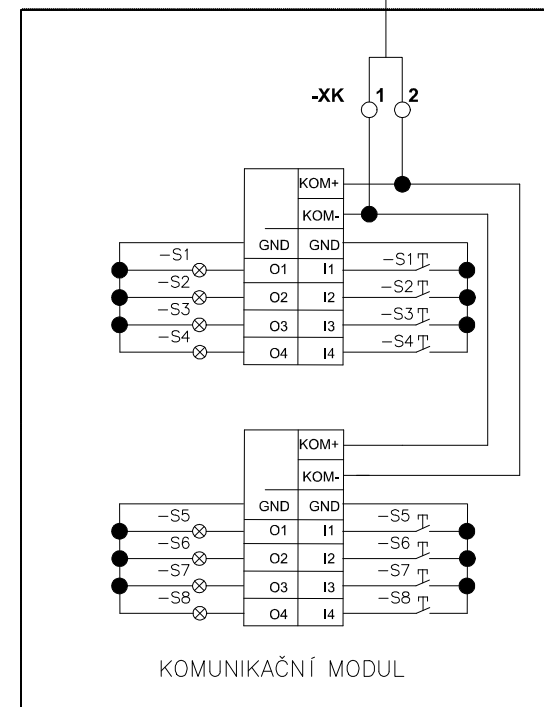 -XK 1 2
KOM+
KOM-
GND GND
-S1 O1 I1 -S1
-S2 O2 I2 -S2
-S3 O3 I3 -S3
-S4 O4 I4 -S4
KOM+
KOM-
GND GND
-S5 O1 I1 -S5
-S6 O2 I2 -S6
-S7 O3 I3 -S7
-S8 O4 I4 -S8
KOMUNIKAČNÍ MODUL